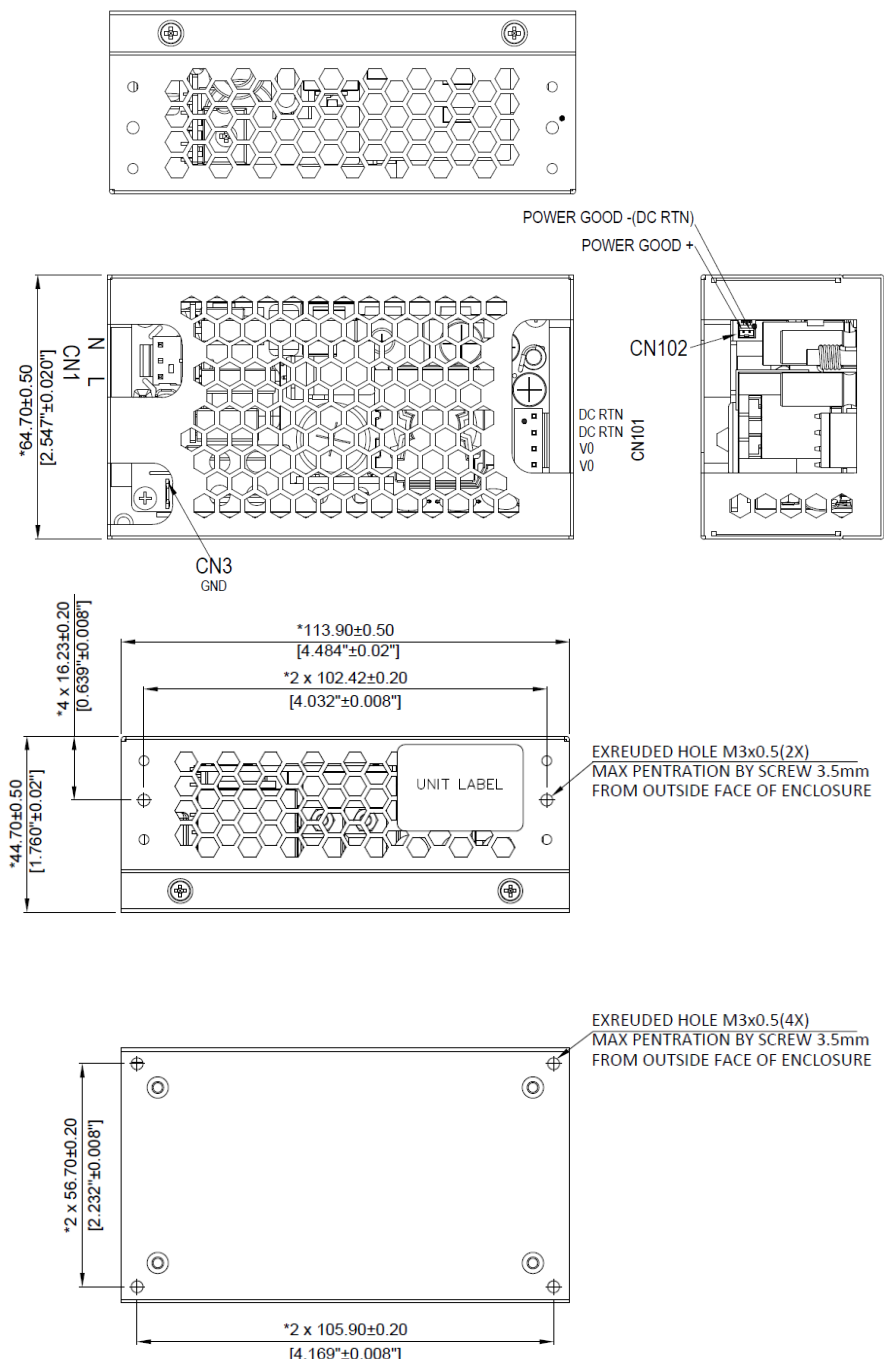 POWER GOOD -(DC RTN)
POWER GOOD +
CN102
*64.70±0.50
[2.547"±0.020"]
N L
CN1
DC RTN
DC RTN
V0
V0
CN101
CN3
GND
*4 x 16.23±0.20
[0.639"±0.008"]
*113.90±0.50
[4.484"±0.02"]
*2 x 102.42±0.20
[4.032"±0.008"]
*44.70±0.50
[1.760"±0.02"]
UNIT LABEL
EXREUDED HOLE M3x0.5(2X)
MAX PENTRATION BY SCREW 3.5mm
FROM OUTSIDE FACE OF ENCLOSURE
EXREUDED HOLE M3x0.5(4X)
MAX PENTRATION BY SCREW 3.5mm
FROM OUTSIDE FACE OF ENCLOSURE
*2 x 56.70±0.20
[2.232"±0.008"]
*2 x 105.90±0.20
[4.169"±0.008"]